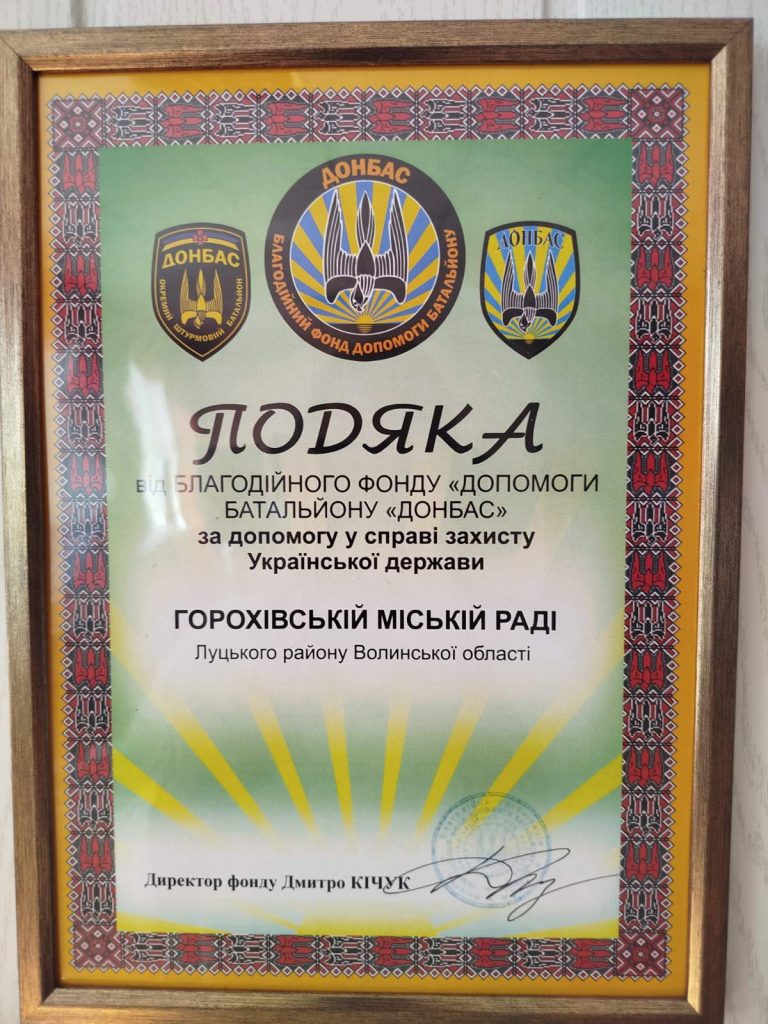 ДОНБАС
БЛАГОДІЙНИЙ ФОНД ДОПОМОГИ БАТАЛЬЙОНУ
ДОНБАС
ОКРЕМИЙ ШТУРМОВИЙ БАТАЛЬЙОН
ДОНБАС
ПОДЯКА
від БЛАГОДІЙНОГО ФОНДУ «ДОПОМОГИ
БАТАЛЬЙОНУ «ДОНБАС»
за допомогу у справі захисту
Української держави
ГОРОХІВСЬКІЙ МІСЬКІЙ РАДІ
Луцького району Волинської області
Директор фонду Дмитро КІЧУК